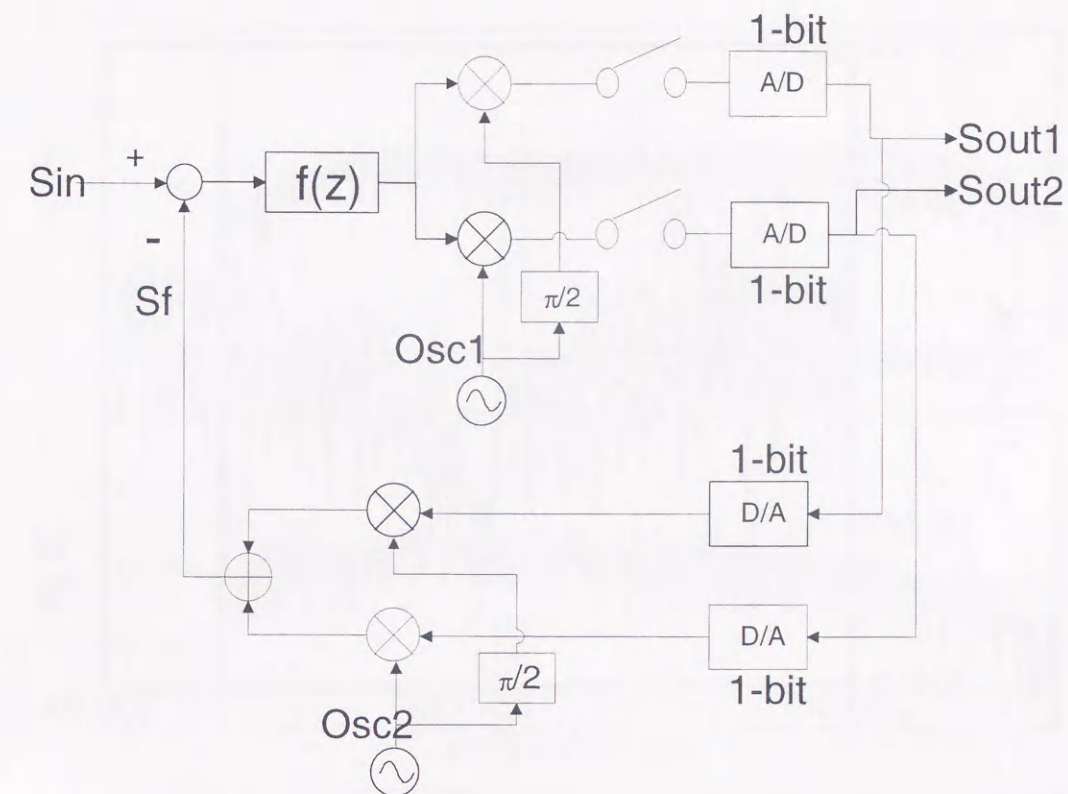 1-bit
A/D
Sout1
+
Sin
f(z)
Sout2
A/D
-
1-bit
π/2
Sf
Osc1
1-bit
D/A
D/A
π/2
1-bit
Osc2